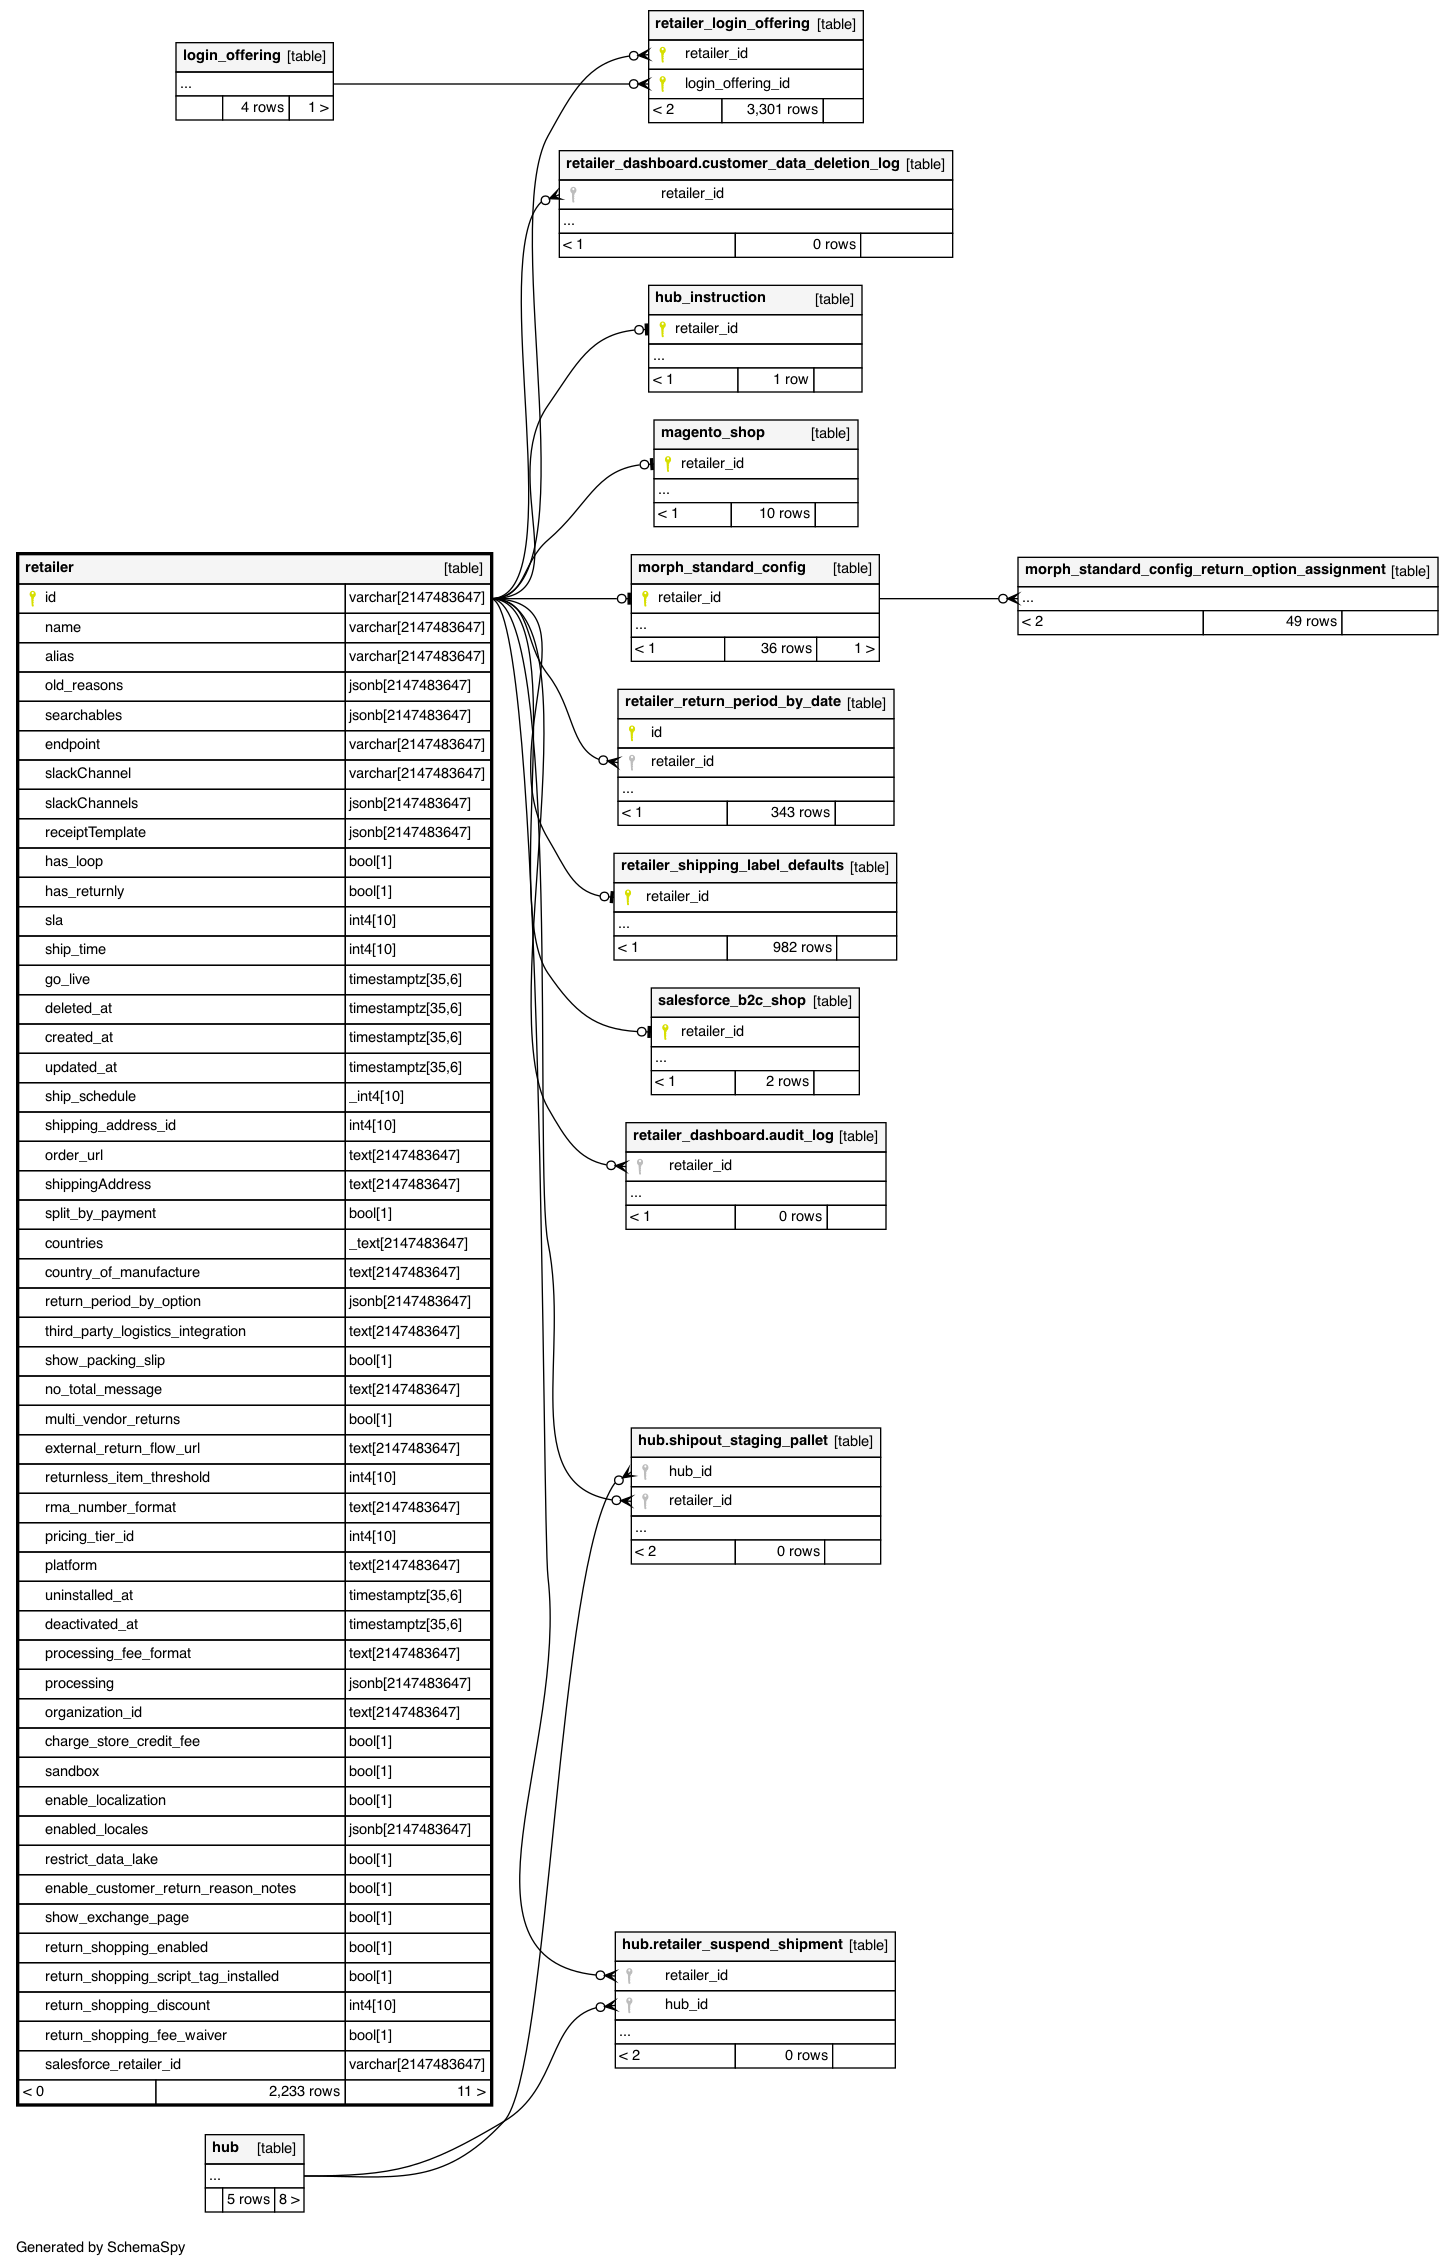 retailer_login_offering [table]
retailer_id
login_offering_id
< 2 3,301 rows
login_offering [table]
...
4 rows 1 >
retailer_dashboard.customer_data_deletion_log [table]
retailer_id
...
< 1 0 rows
hub_instruction [table]
retailer_id
...
< 1 1 row
magento_shop [table]
retailer_id
...
< 1 10 rows
morph_standard_config [table]
retailer_id
...
< 1 36 rows 1 >
morph_standard_config_return_option_assignment [table]
...
< 2 49 rows
retailer_return_period_by_date [table]
id
retailer_id
...
< 1 343 rows
retailer_shipping_label_defaults [table]
retailer_id
...
< 1 982 rows
salesforce_b2c_shop [table]
retailer_id
...
< 1 2 rows
retailer_dashboard.audit_log [table]
retailer_id
...
< 1 0 rows
hub.shipout_staging_pallet [table]
hub_id
retailer_id
...
< 2 0 rows
hub.retailer_suspend_shipment [table]
retailer_id
hub_id
...
< 2 0 rows
retailer [table]
id varchar[2147483647]
name varchar[2147483647]
alias varchar[2147483647]
old_reasons jsonb[2147483647]
searchables jsonb[2147483647]
endpoint varchar[2147483647]
slackChannel varchar[2147483647]
slackChannels jsonb[2147483647]
receiptTemplate jsonb[2147483647]
has_loop bool[1]
has_returnly bool[1]
sla int4[10]
ship_time int4[10]
go_live timestamptz[35,6]
deleted_at timestamptz[35,6]
created_at timestamptz[35,6]
updated_at timestamptz[35,6]
ship_schedule _int4[10]
shipping_address_id int4[10]
order_url text[2147483647]
shippingAddress text[2147483647]
split_by_payment bool[1]
countries _text[2147483647]
country_of_manufacture text[2147483647]
return_period_by_option jsonb[2147483647]
third_party_logistics_integration text[2147483647]
show_packing_slip bool[1]
no_total_message text[2147483647]
multi_vendor_returns bool[1]
external_return_flow_url text[2147483647]
returnless_item_threshold int4[10]
rma_number_format text[2147483647]
pricing_tier_id int4[10]
platform text[2147483647]
uninstalled_at timestamptz[35,6]
deactivated_at timestamptz[35,6]
processing_fee_format text[2147483647]
processing jsonb[2147483647]
organization_id text[2147483647]
charge_store_credit_fee bool[1]
sandbox bool[1]
enable_localization bool[1]
enabled_locales jsonb[2147483647]
restrict_data_lake bool[1]
enable_customer_return_reason_notes bool[1]
show_exchange_page bool[1]
return_shopping_enabled bool[1]
return_shopping_script_tag_installed bool[1]
return_shopping_discount int4[10]
return_shopping_fee_waiver bool[1]
salesforce_retailer_id varchar[2147483647]
< 0 2,233 rows 11 >
hub [table]
...
5 rows 8 >
Generated by SchemaSpy